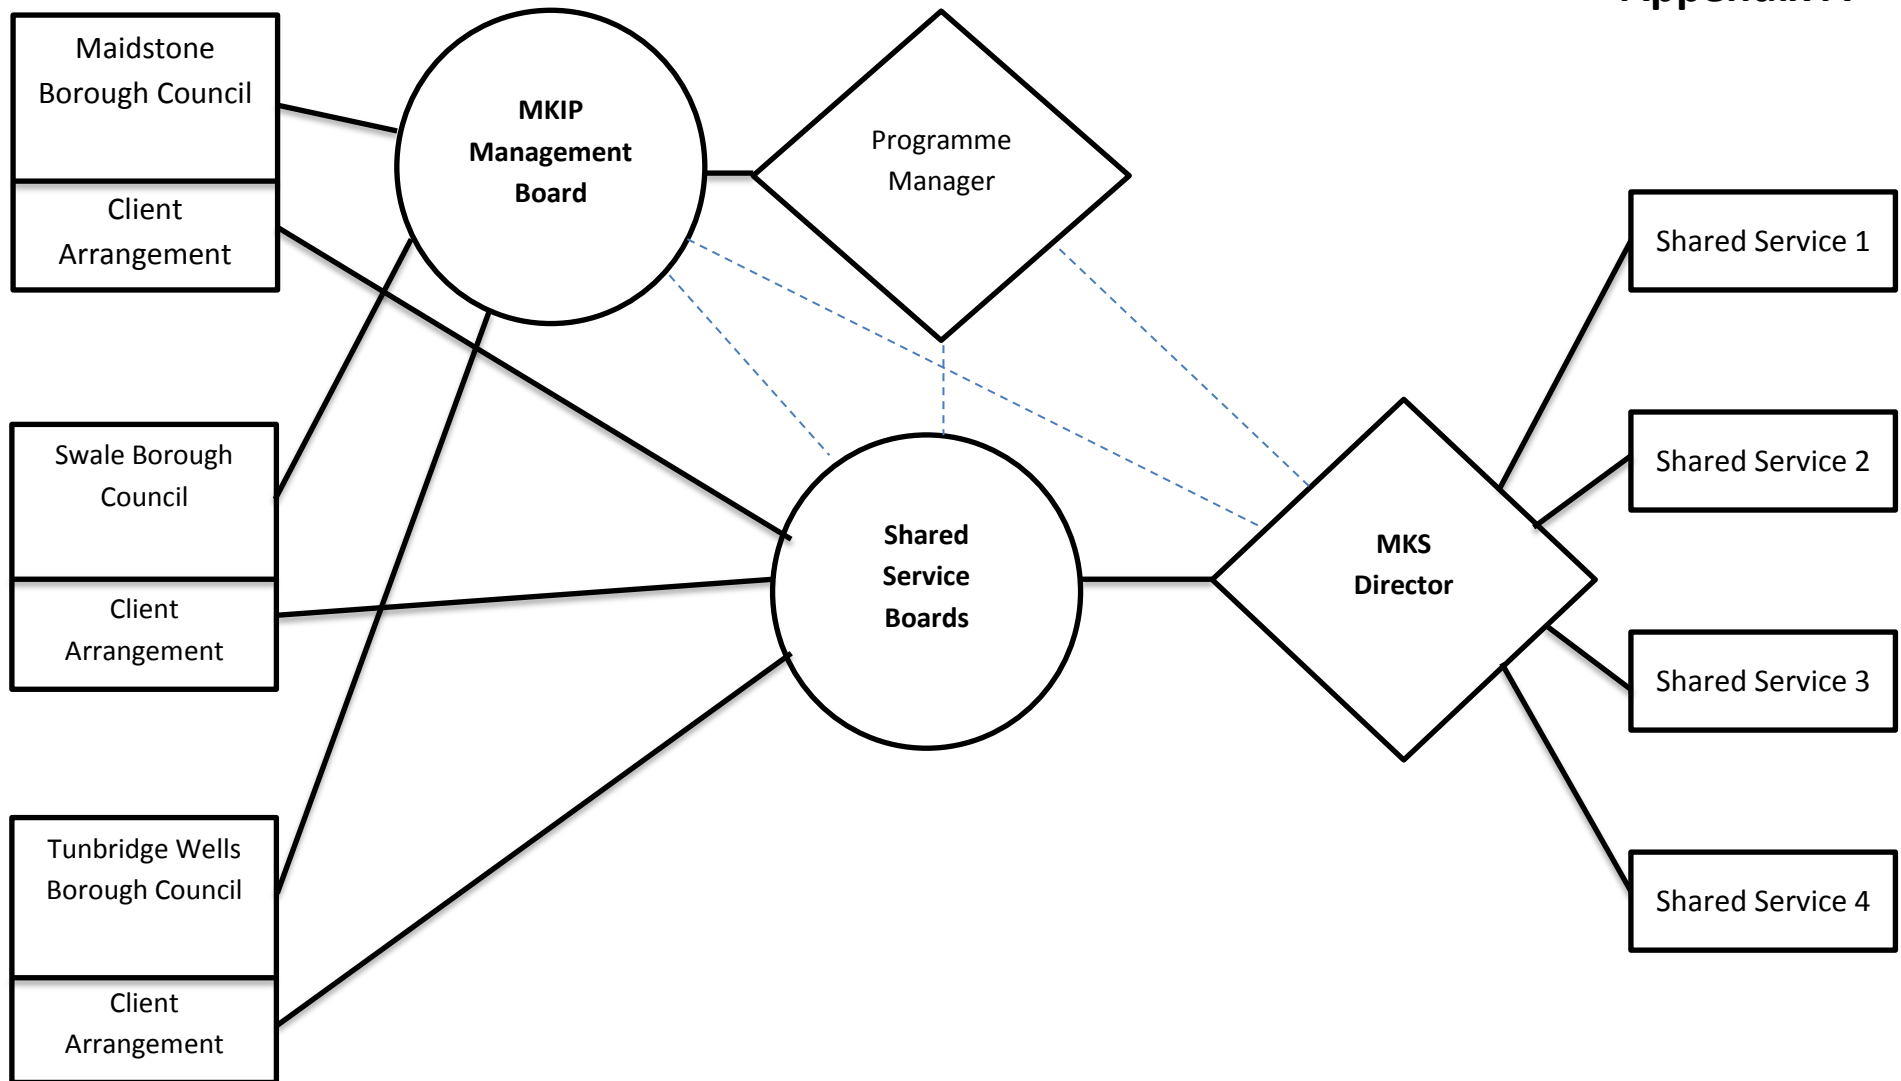 Maidstone
Borough Council
Client
Arrangement
MKIP
Management
Board
Programme
Manager
Shared Service 1
Swale Borough
Council
Client
Arrangement
Shared
Service
Boards
MKS
Director
Shared Service 2
Shared Service 3
Tunbridge Wells
Borough Council
Client
Arrangement
Shared Service 4